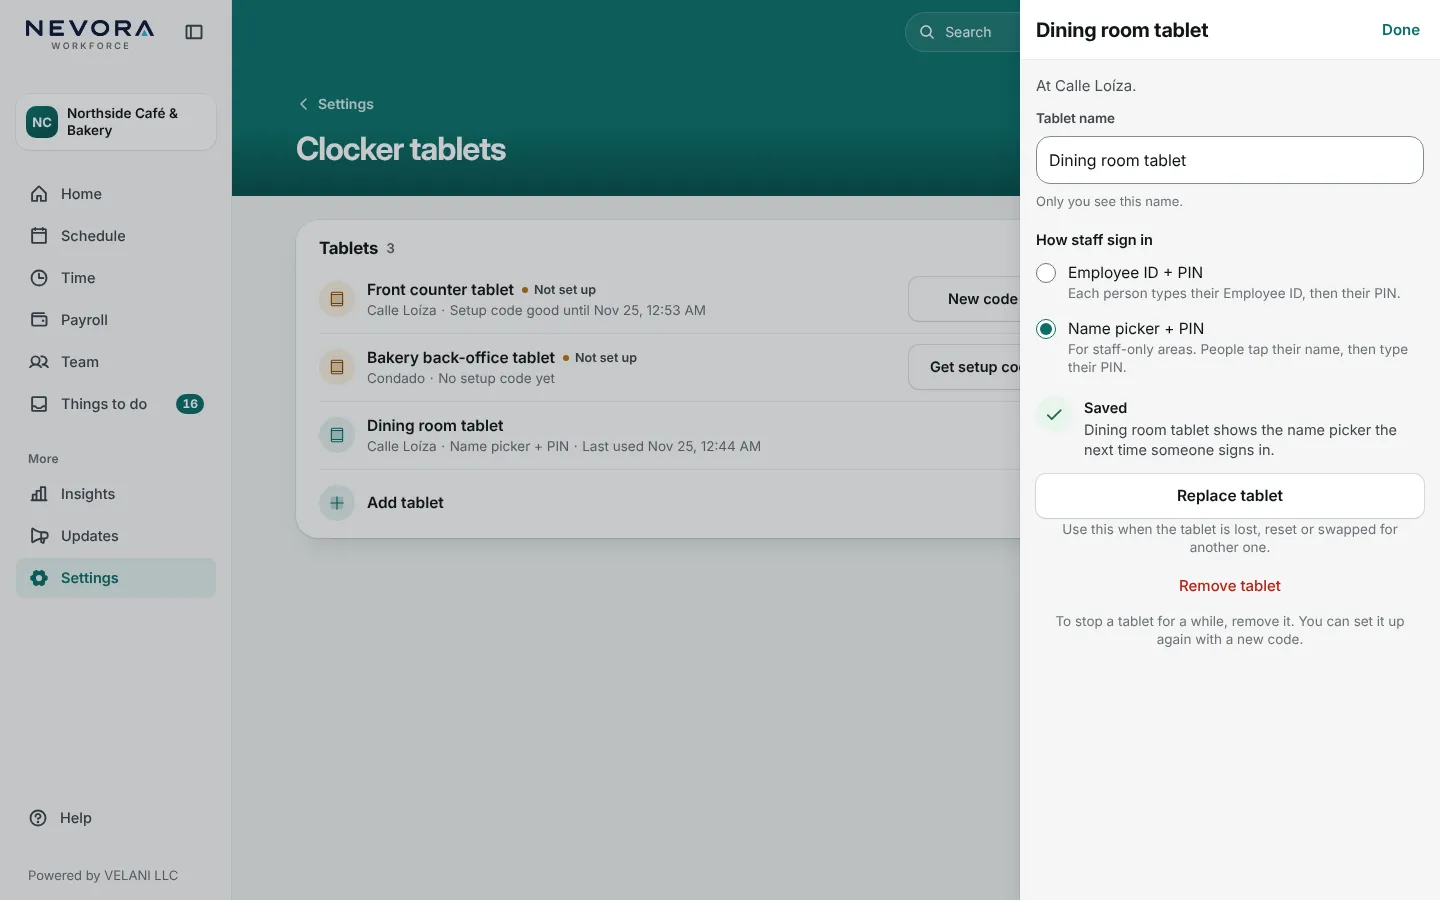 NEVORA
WORKFORCE
NC
Northside Café &
Bakery
Home
Schedule
Time
Payroll
Team
Things to do 16
More
Insights
Updates
Settings
Help
Powered by VELANI LLC
Search
Settings
Clocker tablets
Tablets 3
Front counter tablet Not set up
Calle Loíza · Setup code good until Nov 25, 12:53 AM
New code
Bakery back-office tablet Not set up
Condado · No setup code yet
Get setup
Dining room tablet
Calle Loíza · Name picker + PIN · Last used Nov 25, 12:44 AM
Add tablet
Dining room tablet Done
At Calle Loíza.
Tablet name
Dining room tablet
Only you see this name.
How staff sign in
Employee ID + PIN
Each person types their Employee ID, then their PIN.
Name picker + PIN
For staff-only areas. People tap their name, then type
their PIN.
Saved
Dining room tablet shows the name picker the
next time someone signs in.
Replace tablet
Use this when the tablet is lost, reset or swapped for
another one.
Remove tablet
To stop a tablet for a while, remove it. You can set it up
again with a new code.